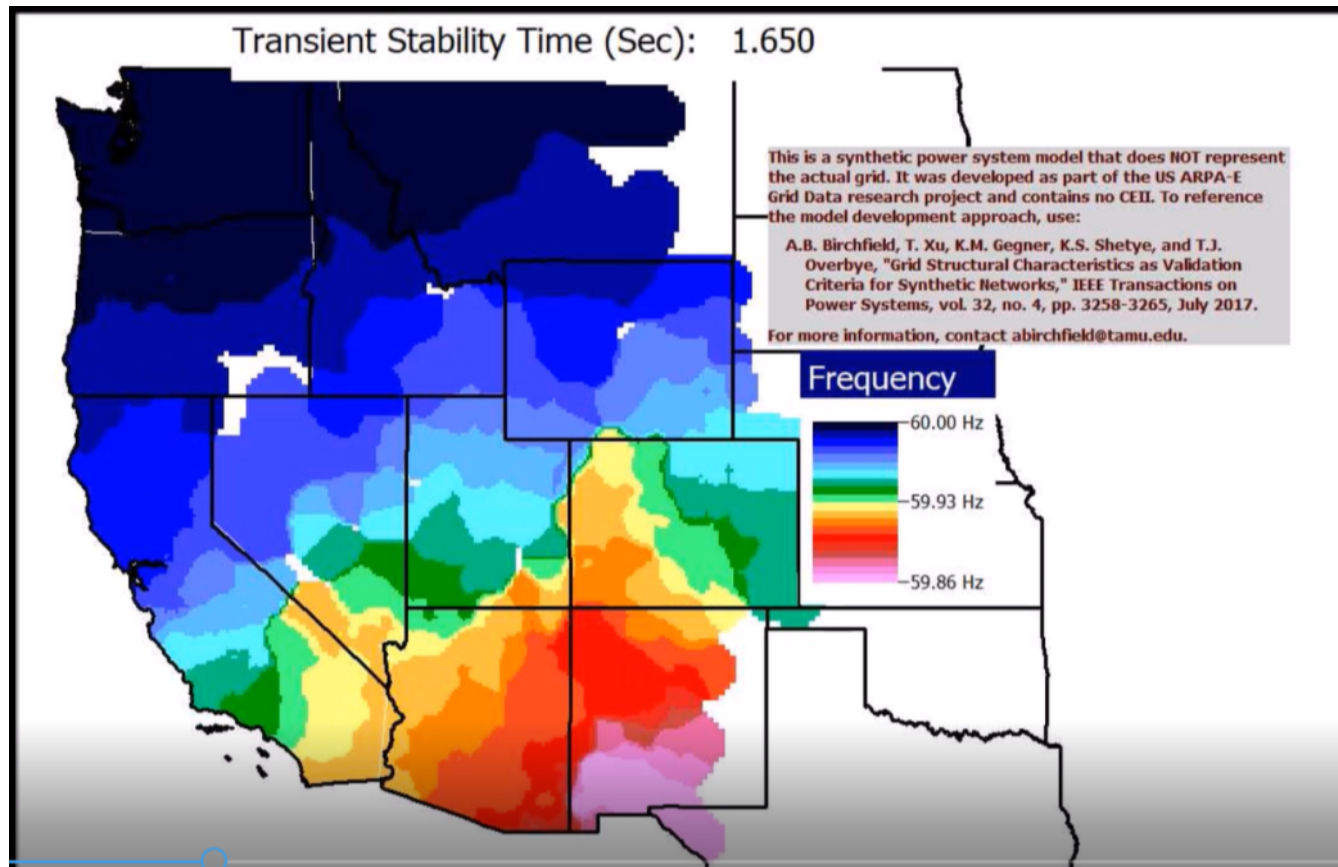 Transient Stability Time (Sec): 1.650
This is a synthetic power system model that does NOT represent
the actual grid. It was developed as part of the US ARPA-E
Grid Data research project and contains no CEII. To reference
the model development approach, use:
A.B. Birchfield, T. Xu, K.M. Gegner, K.S. Shetye, and T.J.
Overbye, "Grid Structural Characteristics as Validation
Criteria for Synthetic Networks," IEEE Transactions on
Power Systems, vol. 32, no. 4, pp. 3258-3265, July 2017.
For more information, contact abirchfield@tamu.edu.
Frequency
60.00 Hz
59.93 Hz
59.86 Hz